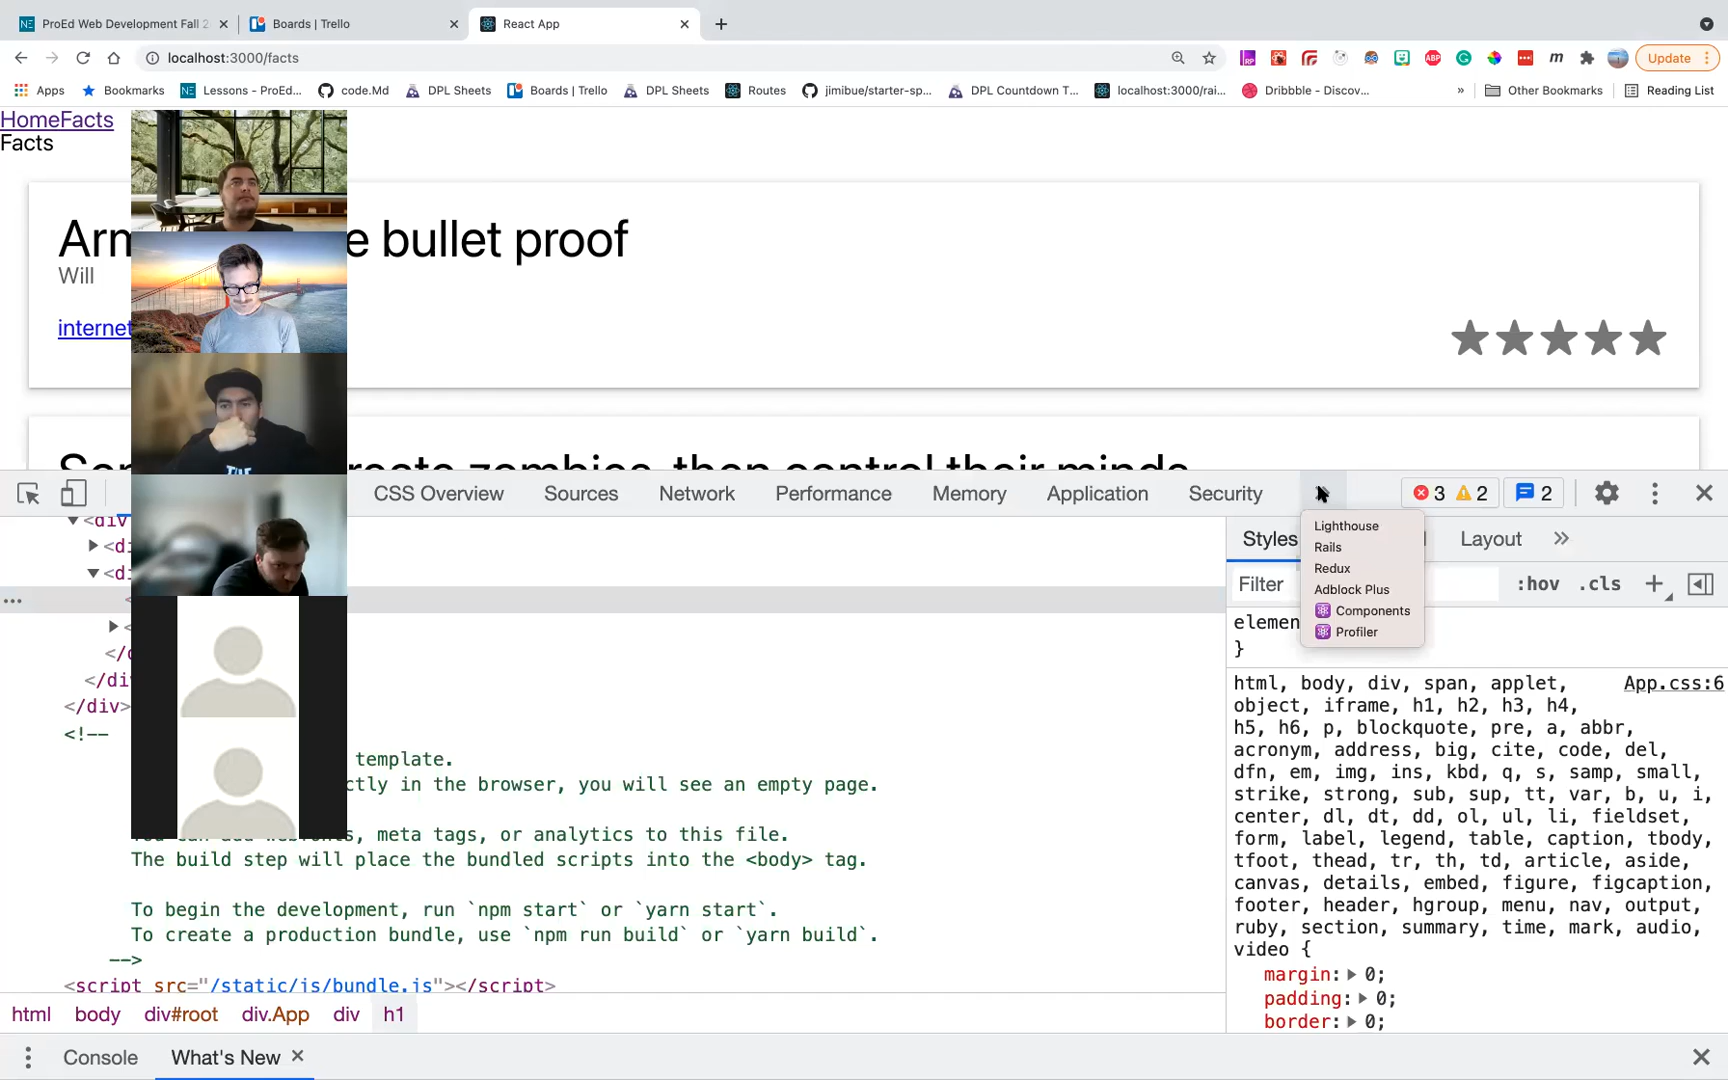 ProEd Web Development Fall 2
Boards | Trello
React App
localhost:3000/facts
Update
Apps
Bookmarks
Lessons - ProEd...
code.Md
DPL Sheets
Boards | Trello
DPL Sheets
Routes
jimibue/starter-sp...
DPL Countdown T...
localhost:3000/rai...
Dribbble - Discov...
»
Other Bookmarks
Reading List
HomeFacts
Facts
bullet proof
Will
internet
zombies, then control their minds
CSS Overview
Sources
Network
Performance
Memory
Application
Security
3
2
2
Lighthouse
Rails
Redux
Adblock Plus
Components
Profiler
Styles
Layout
»
Filter
:hov
.cls
+
<div
<di
<di
elemen
}
<
</
</di
</div>
<!--
template.
ctly in the browser, you will see an empty page.
meta tags, or analytics to this file.
The build step will place the bundled scripts into the <body> tag.
To begin the development, run `npm start` or `yarn start`.
To create a production bundle, use `npm run build` or `yarn build`.
-->
<script src="/static/js/bundle.js"></script>
html, body, div, span, applet,
App.css:6
object, iframe, h1, h2, h3, h4,
h5, h6, p, blockquote, pre, a, abbr,
acronym, address, big, cite, code, del,
dfn, em, img, ins, kbd, q, s, samp, small,
strike, strong, sub, sup, tt, var, b, u, i,
center, dl, dt, dd, ol, ul, li, fieldset,
form, label, legend, table, caption, tbody,
tfoot, thead, tr, th, td, article, aside,
canvas, details, embed, figure, figcaption,
footer, header, hgroup, menu, nav, output,
ruby, section, summary, time, mark, audio,
video {
margin: 0;
padding: 0;
border: 0;
html
body
div#root
div.App
div
h1
Console
What's New